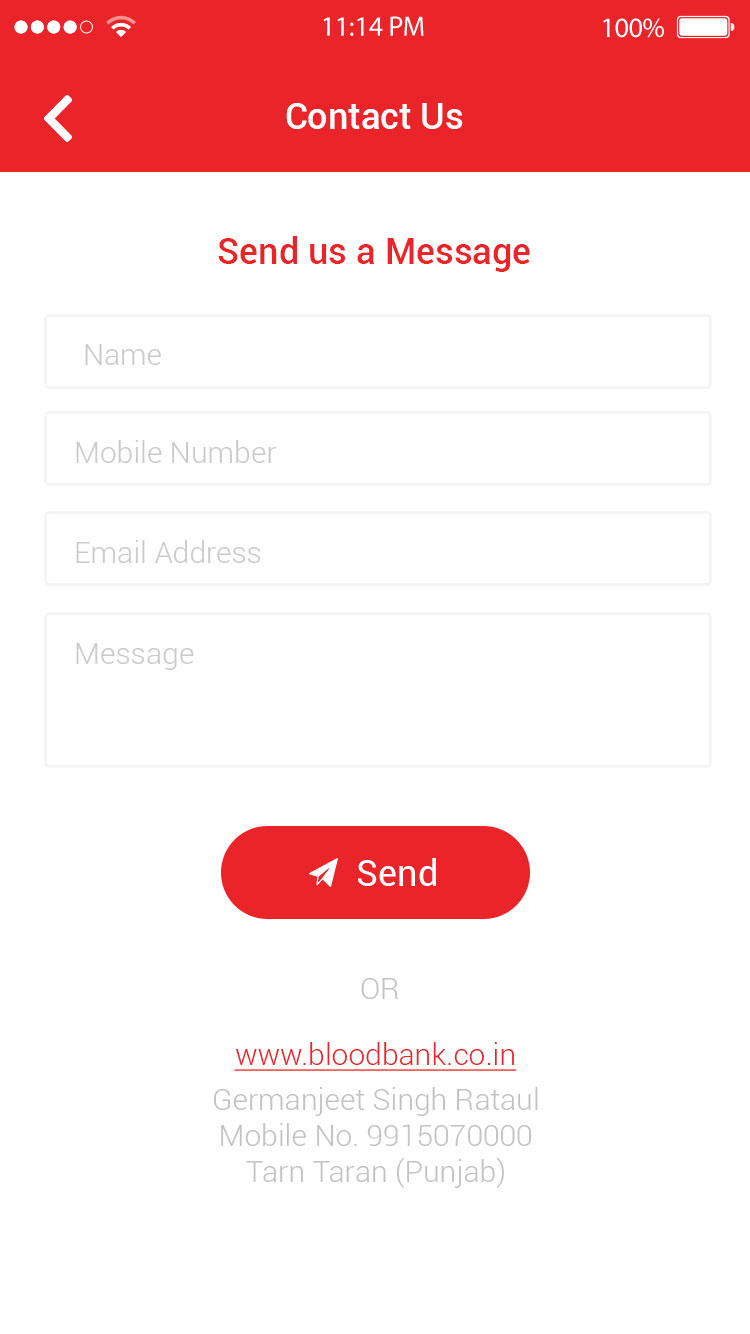 11:14 PM 100%
Contact Us
Send us a Message
Name
Mobile Number
Email Address
Message
Send
OR
www.bloodbank.co.in
Germanjeet Singh Rataul
Mobile No. 9915070000
Tarn Taran (Punjab)